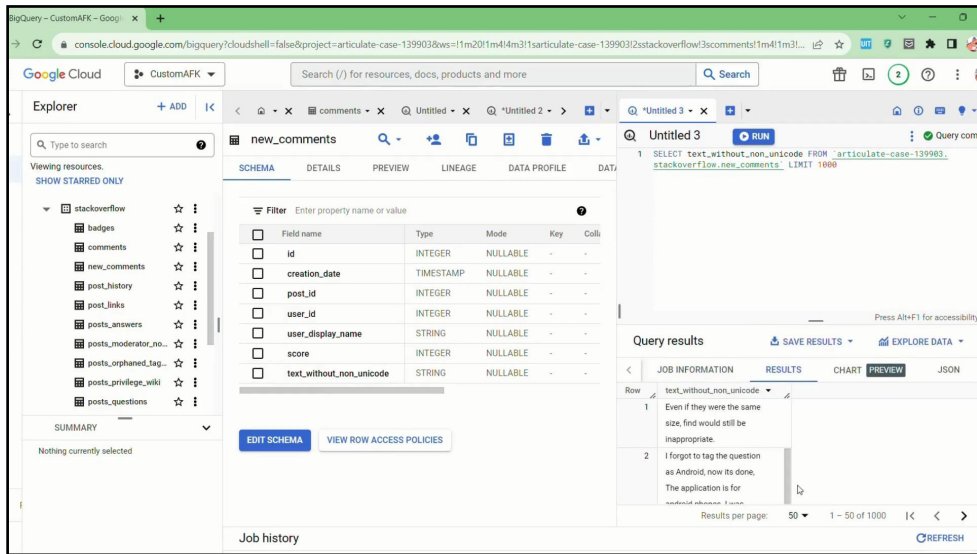 BigQuery – CustomAFK – Googl
console.cloud.google.com/bigquery?cloudshell=false&project=articulate-case-139903&ws=!1m20!1m4!4m3!1sarticulate-case-139903!2sstackoverflow!3scomments!1m4!1m3!...
Google Cloud
CustomAFK
Search (/) for resources, docs, products and more
Search
2
Explorer
+ ADD
Type to search
Viewing resources.
SHOW STARRED ONLY
stackoverflow
badges
comments
new_comments
post_history
post_links
posts_answers
posts_moderator_no...
posts_orphaned_tag...
posts_privilege_wiki
posts_questions
SUMMARY
Nothing currently selected
comments
Untitled
*Untitled 2
new_comments
SCHEMA DETAILS PREVIEW LINEAGE DATA PROFILE DATA
Filter Enter property name or value
Field name Type Mode Key Colla
id INTEGER NULLABLE - -
creation_date TIMESTAMP NULLABLE - -
post_id INTEGER NULLABLE - -
user_id INTEGER NULLABLE - -
user_display_name STRING NULLABLE - -
score INTEGER NULLABLE - -
text_without_non_unicode STRING NULLABLE - -
EDIT SCHEMA
VIEW ROW ACCESS POLICIES
*Untitled 3
Untitled 3
RUN
Query com
1 SELECT text_without_non_unicode FROM `articulate-case-139903.
stackoverflow.new_comments` LIMIT 1000
Press Alt+F1 for accessibility
Query results
SAVE RESULTS
EXPLORE DATA
JOB INFORMATION RESULTS CHART PREVIEW JSON
Row text_without_non_unicode
1 Even if they were the same
size, find would still be
inappropriate.
2 I forgot to tag the question
as Android, now its done,
The application is for
android phones, I was
Results per page: 50 1 – 50 of 1000
Job history
REFRESH